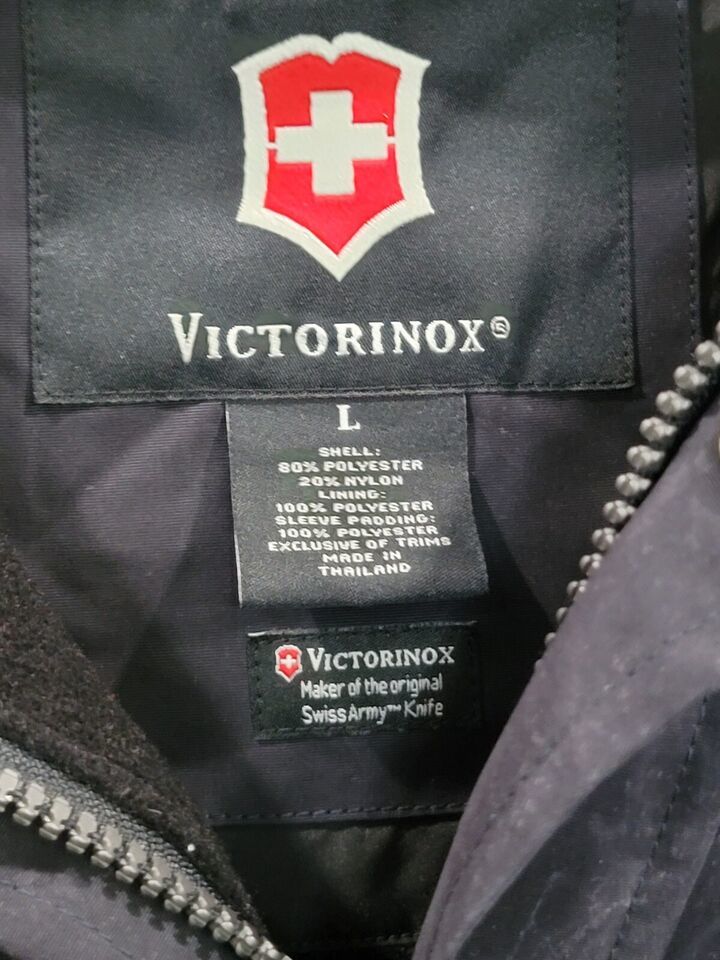 VICTORINOX®
L
SHELL:
80% POLYESTER
20% NYLON
LINING:
100% POLYESTER
SLEEVE PADDING:
100% POLYESTER
EXCLUSIVE OF TRIMS
MADE IN
THAILAND
VICTORINOX
Maker of the original
Swiss Army™ Knife